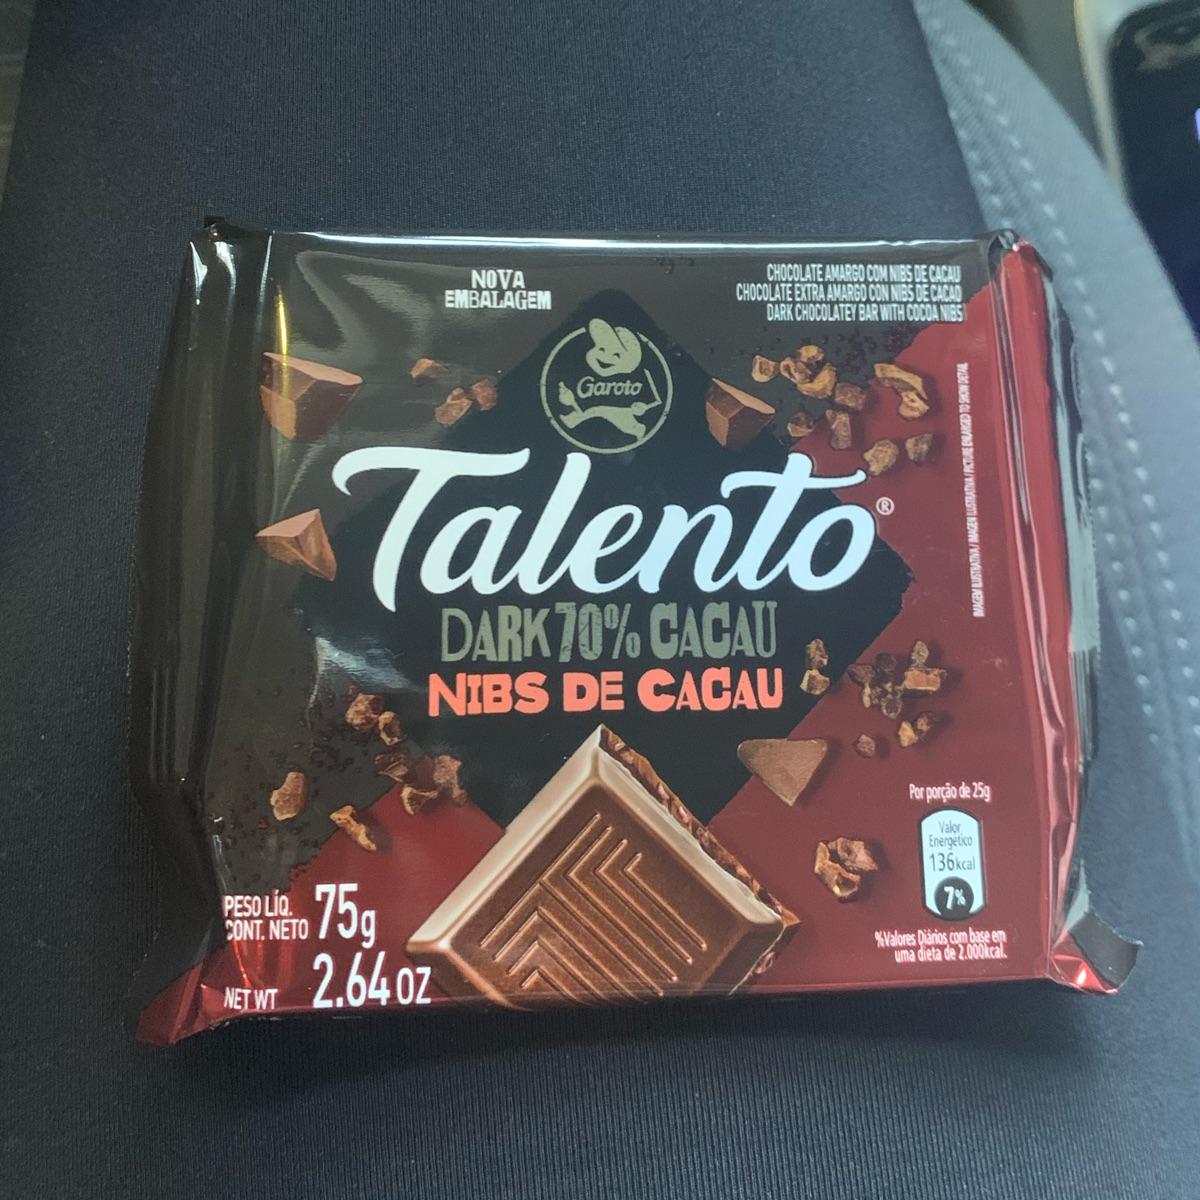 NOVA
EMBALAGEM
CHOCOLATE AMARGO COM NIBS DE CACAU
CHOCOLATE EXTRA AMARGO CON NIBS DE CACAO
DARK CHOCOLATEY BAR WITH COCOA NIBS
Garoto
Talento®
DARK 70% CACAU
NIBS DE CACAU
IMAGEM ILUSTRATIVA / IMAGEN ILUSTRATIVA / PICTURE ENLARGED TO SHOW DETAIL
Por porção de 25g
Valor
Energético
136kcal
7%
%Valores Diários com base em
uma dieta de 2.000kcal.
PESO LÍQ.
CONT. NETO 75g
NET WT 2.64 OZ